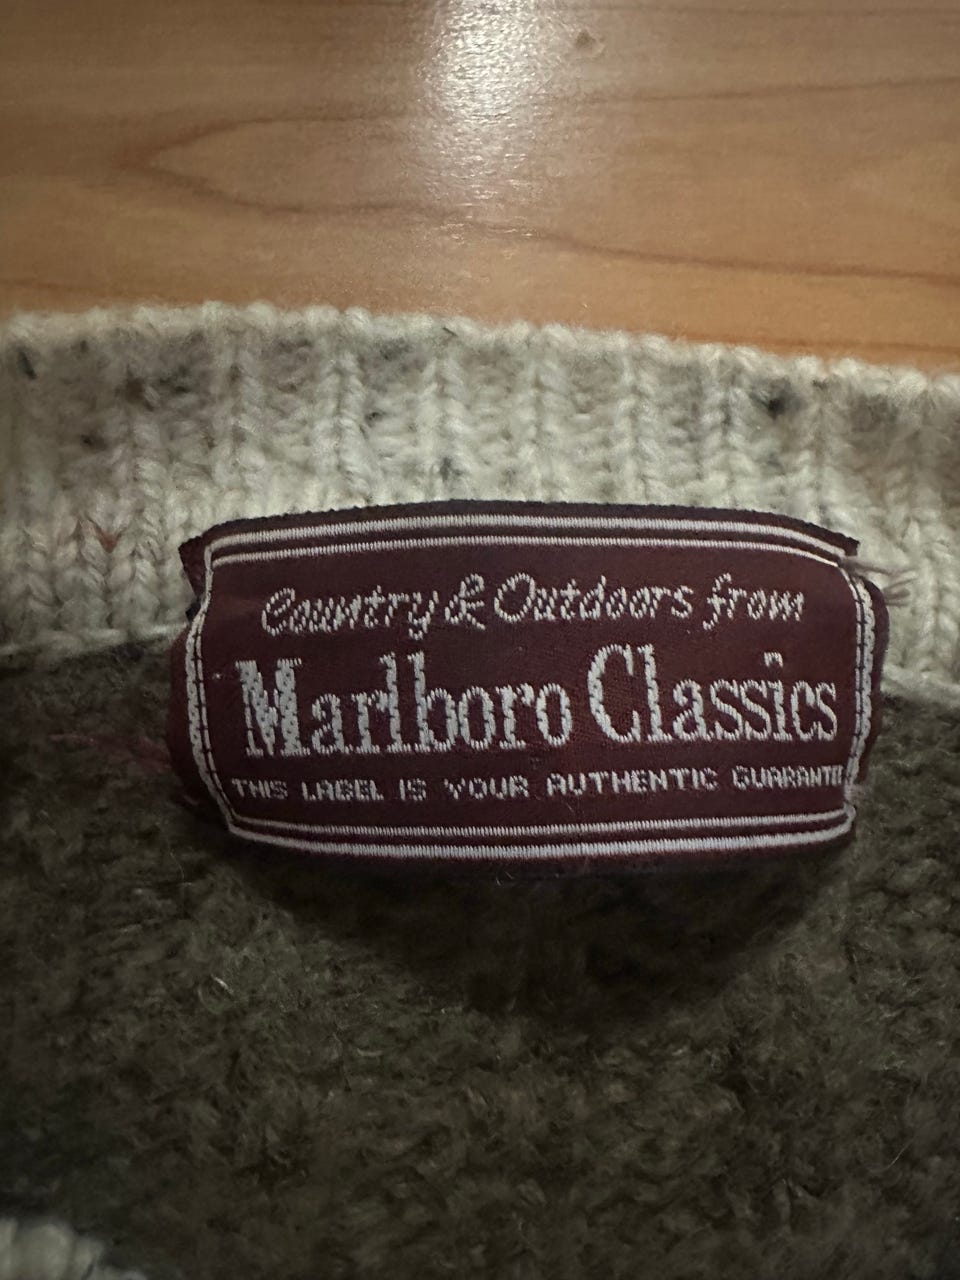 Country & Outdoors from
Marlboro Classics
THIS LABEL IS YOUR AUTHENTIC GUARANTE